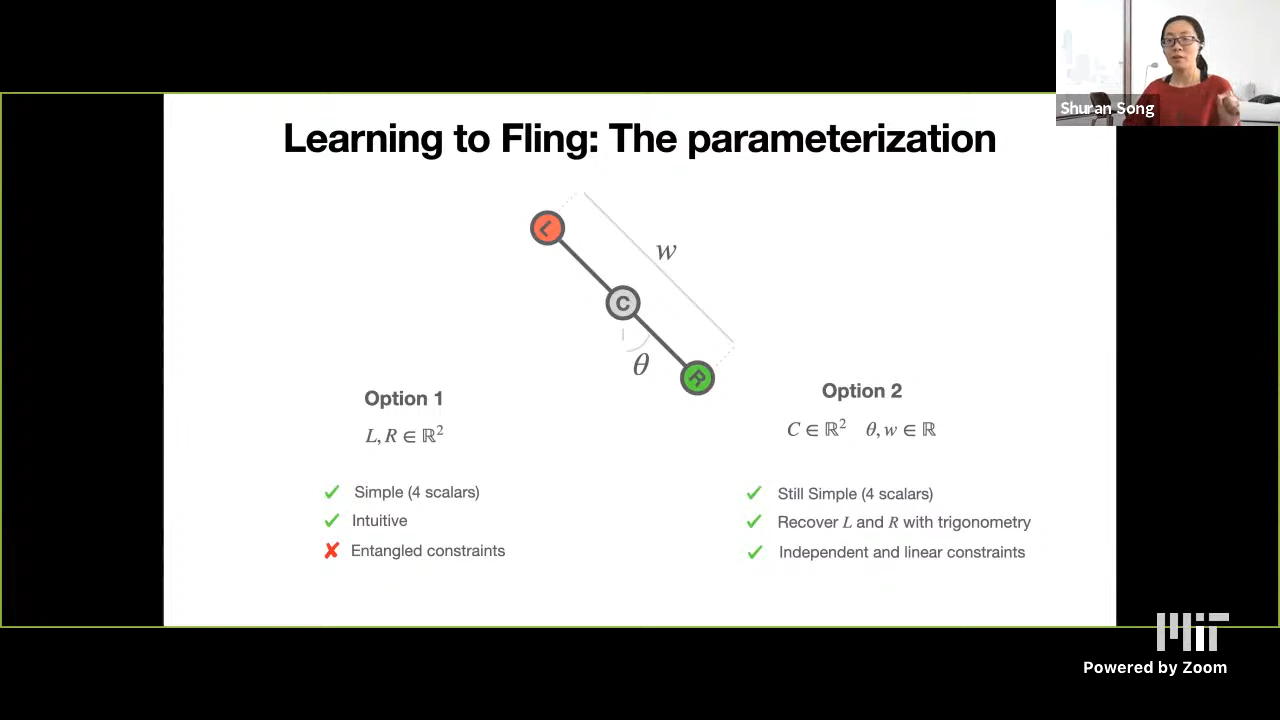 Shuran Song
Learning to Fling: The parameterization
L
w
C
θ
R
Option 1
L, R ∈ ℝ²
✓ Simple (4 scalars)
✓ Intuitive
✘ Entangled constraints
Option 2
C ∈ ℝ² θ, w ∈ ℝ
✓ Still Simple (4 scalars)
✓ Recover L and R with trigonometry
✓ Independent and linear constraints
MIT
Powered by Zoom